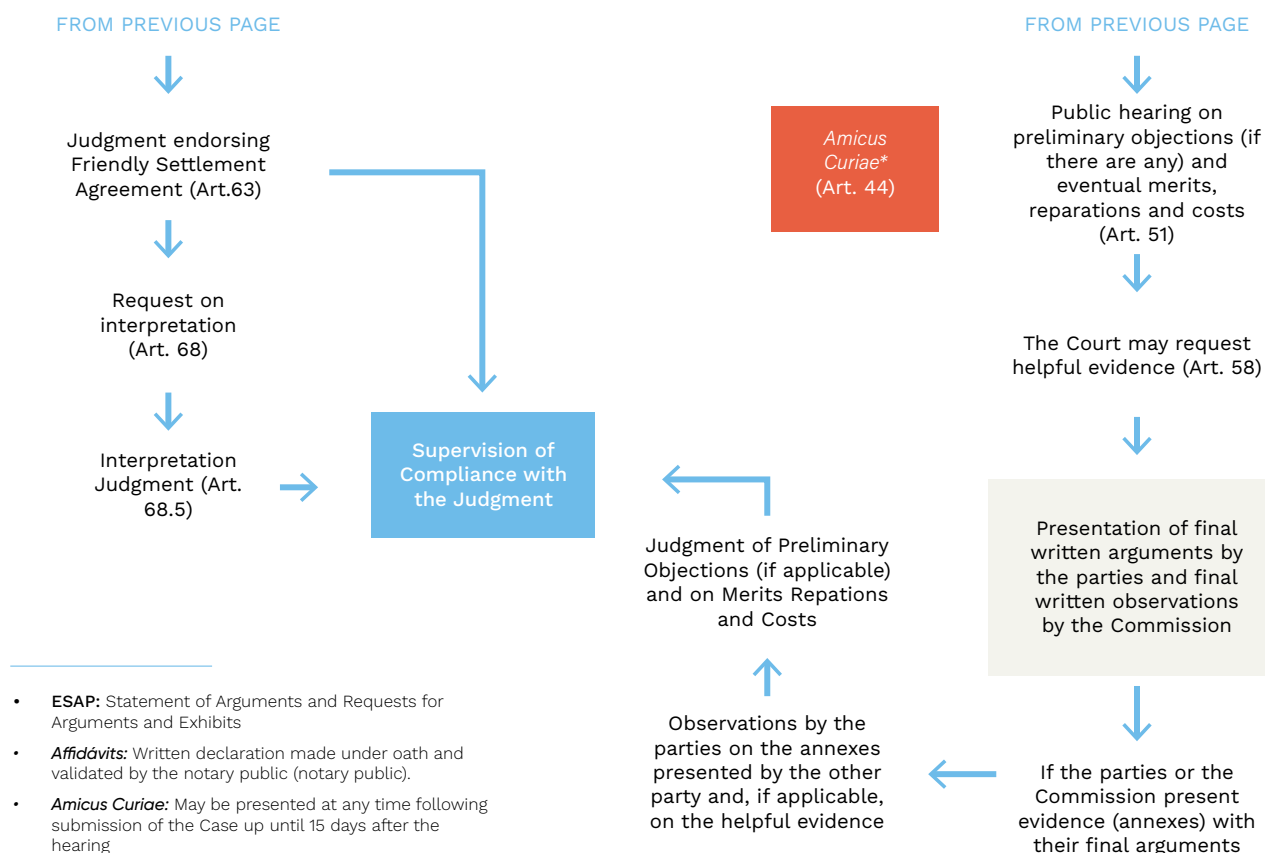 FROM PREVIOUS PAGE
Judgment endorsing
Friendly Settlement
Agreement (Art.63)
Request on
interpretation
(Art. 68)
Interpretation
Judgment (Art.
68.5)
Supervision of
Compliance with
the Judgment
FROM PREVIOUS PAGE
Amicus
Curiae*
(Art. 44)
Public hearing on
preliminary objections (if
there are any) and
eventual merits,
reparations and costs
(Art. 51)
The Court may request
helpful evidence (Art. 58)
Presentation of final
written arguments by
the parties and final
written observations
by the Commission
If the parties or the
Commission present
evidence (annexes) with
their final arguments
Observations by the
parties on the annexes
presented by the other
party and, if applicable,
on the helpful evidence
Judgment of Preliminary
Objections (if applicable)
and on Merits Repations
and Costs
• ESAP: Statement of Arguments and Requests for
Arguments and Exhibits
• Affidávits: Written declaration made under oath and
validated by the notary public (notary public).
• Amicus Curiae: May be presented at any time following
submission of the Case up until 15 days after the
hearing